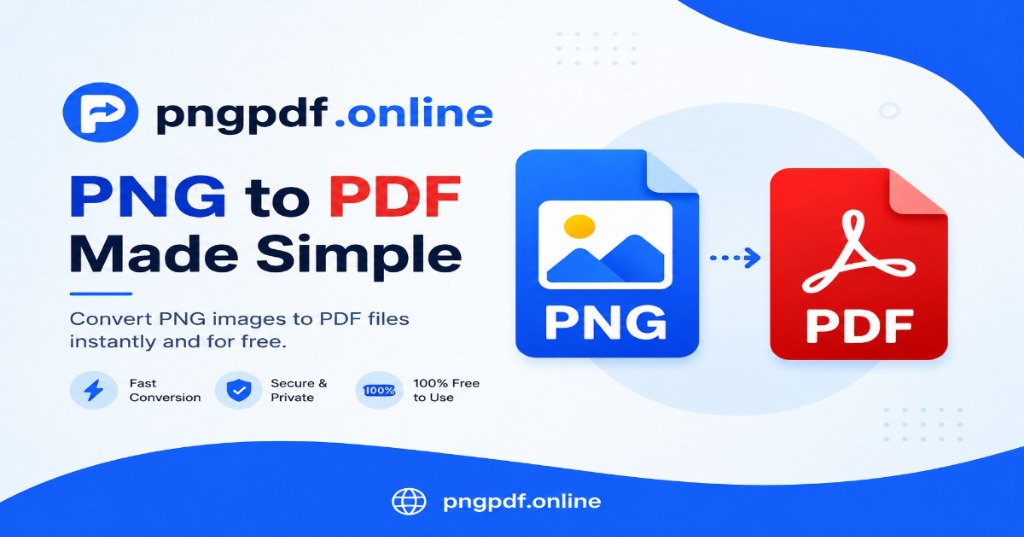 pngpdf.online
PNG to PDF
Made Simple
Convert PNG images to PDF files
instantly and for free.
Fast
Conversion
Secure &
Private
100%
100% Free
to Use
PNG
PDF
pngpdf.online